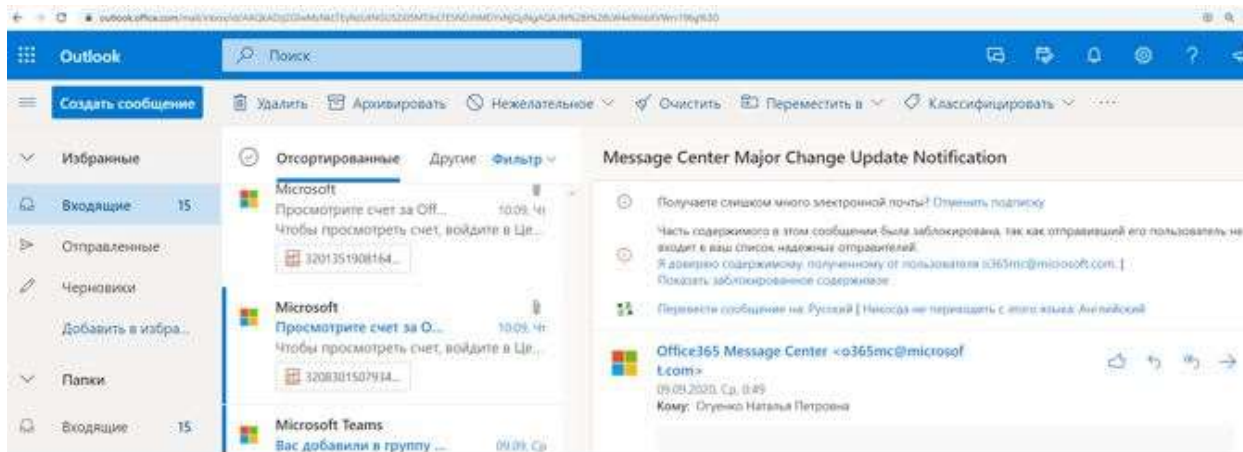 Outlook
Поиск
Создать сообщение
Удалить
Архивировать
Нежелательное
Очистить
Переместить в
Классифицировать
Избранные
Входящие 15
Отправленные
Черновики
Добавить в избра...
Папки
Входящие 15
Отсортированные
Другие
Фильтр
Microsoft
Просмотрите счет за Off... 10.09, Чт
Чтобы просмотреть счет, войдите в Це...
3201351908164...
Microsoft
Просмотрите счет за O... 10.09, Чт
Чтобы просмотреть счет, войдите в Це...
3208301507934...
Microsoft Teams
Вас добавили в группу ... 09.09, Ср
Message Center Major Change Update Notification
Получаете слишком много электронной почты? Отменить подписку
Часть содержимого в этом сообщении была заблокирована, так как отправивший его пользователь не
входит в ваш список надежных отправителей.
Я доверяю содержимому, полученному от пользователя o365mc@microsoft.com. |
Показать заблокированное содержимое
Перевести сообщение на: Русский | Никогда не переводить с этого языка: Английский
Office365 Message Center <o365mc@microsof
t.com>
09.09.2020, Ср, 0:49
Кому: Огуенко Наталья Петровна